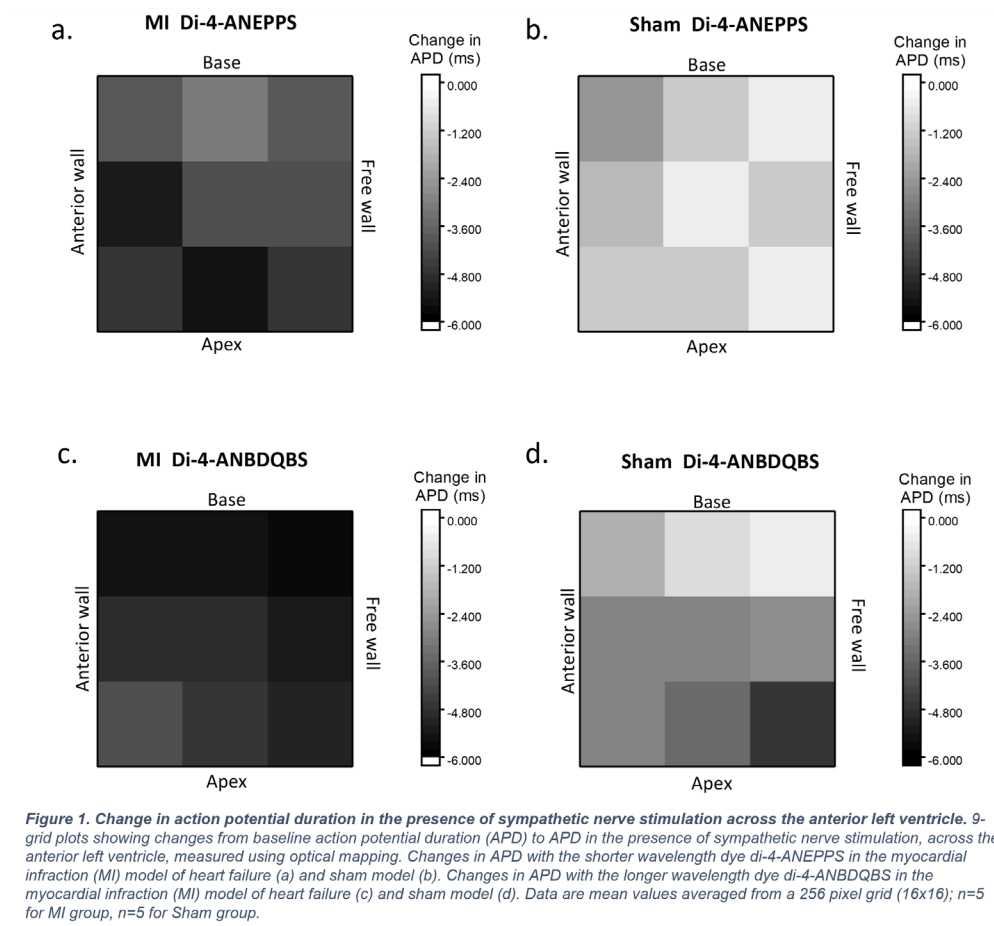 a.
MI Di-4-ANEPPS
Base
Anterior wall
Free wall
Apex
Change in
APD (ms)
0.000
-1.200
-2.400
-3.600
-4.800
-6.000
b.
Sham Di-4-ANEPPS
Base
Anterior wall
Free wall
Apex
Change in
APD (ms)
0.000
-1.200
-2.400
-3.600
-4.800
-6.000
c.
MI Di-4-ANBDQBS
Base
Anterior wall
Free wall
Apex
Change in
APD (ms)
0.000
-1.200
-2.400
-3.600
-4.800
-6.000
d.
Sham Di-4-ANBDQBS
Base
Anterior wall
Free wall
Apex
Change in
APD (ms)
0.000
-1.200
-2.400
-3.600
-4.800
-6.000
Figure 1. Change in action potential duration in the presence of sympathetic nerve stimulation across the anterior left ventricle. 9-
grid plots showing changes from baseline action potential duration (APD) to APD in the presence of sympathetic nerve stimulation, across the
anterior left ventricle, measured using optical mapping. Changes in APD with the shorter wavelength dye di-4-ANEPPS in the myocardial
infraction (MI) model of heart failure (a) and sham model (b). Changes in APD with the longer wavelength dye di-4-ANBDQBS in the
myocardial infraction (MI) model of heart failure (c) and sham model (d). Data are mean values averaged from a 256 pixel grid (16x16); n=5
for MI group, n=5 for Sham group.